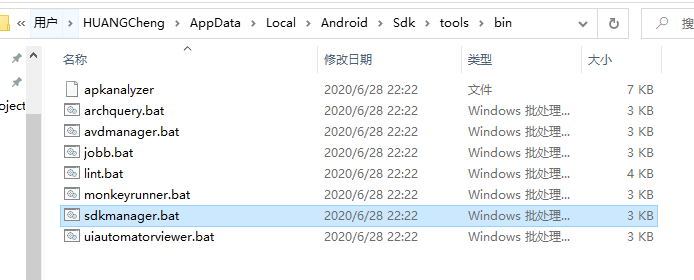 « 用户 > HUANGCheng > AppData > Local > Android > Sdk > tools > bin
搜
名称 修改日期 类型 大小
apkanalyzer 2020/6/28 22:22 文件 7 KB
oject
archquery.bat 2020/6/28 22:22 Windows 批处理... 3 KB
avdmanager.bat 2020/6/28 22:22 Windows 批处理... 3 KB
jobb.bat 2020/6/28 22:22 Windows 批处理... 3 KB
lint.bat 2020/6/28 22:22 Windows 批处理... 4 KB
monkeyrunner.bat 2020/6/28 22:22 Windows 批处理... 3 KB
sdkmanager.bat 2020/6/28 22:22 Windows 批处理... 3 KB
uiautomatorviewer.bat 2020/6/28 22:22 Windows 批处理... 3 KB